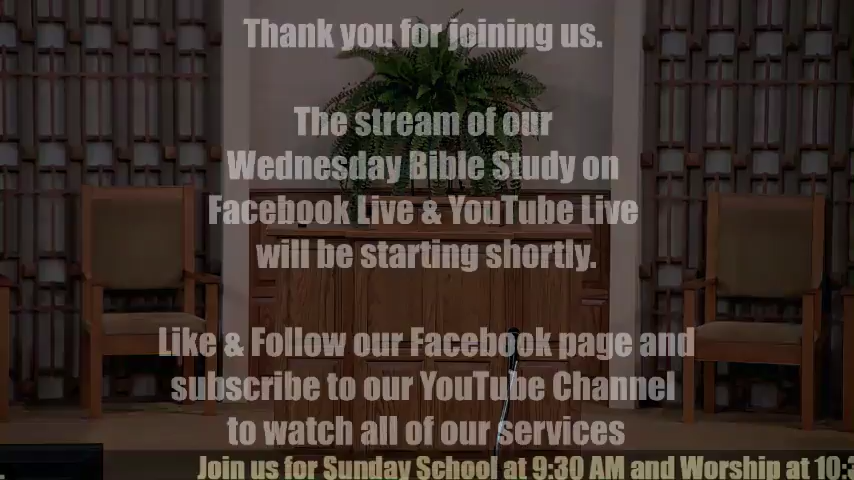 Thank you for joining us.
The stream of our
Wednesday Bible Study on
Facebook Live & YouTube Live
will be starting shortly.
Like & Follow our Facebook page and
subscribe to our YouTube Channel
to watch all of our services
. Join us for Sunday School at 9:30 AM and Worship at